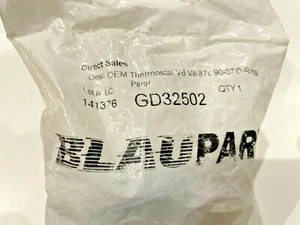 Direct Sales
Desc OEM Thermostat Vd V8 87c 90-07 O-Ring
Lot # LC QTY 1
141376 GD32502
BLAUPAR